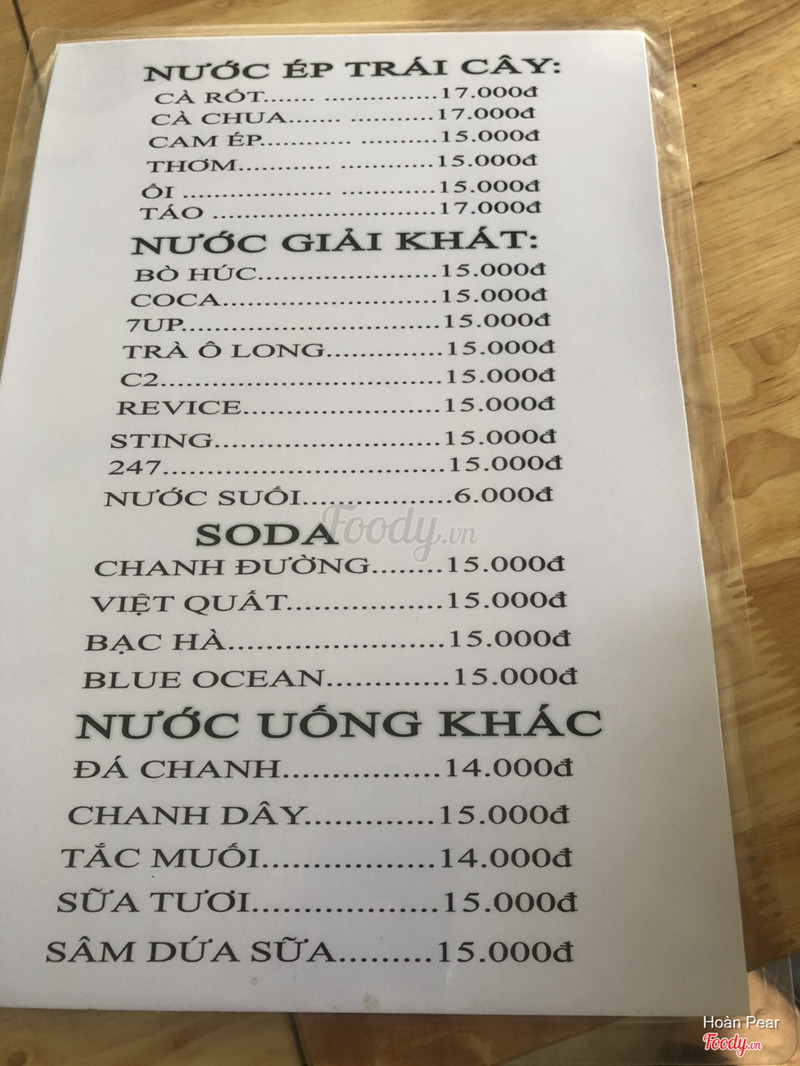 NƯỚC ÉP TRÁI CÂY:
CÀ RỐT....... ...............17.000đ
CÀ CHUA....... ...........17.000đ
CAM ÉP............ ..........15.000đ
THƠM............ ............15.000đ
ỔI ................... ............15.000đ
TÁO ............................17.000đ
NƯỚC GIẢI KHÁT:
BÒ HÚC......................15.000đ
COCA..........................15.000đ
7UP...............................15.000đ
TRÀ Ô LONG..............15.000đ
C2..................................15.000đ
REVICE........................15.000đ
STING...........................15.000đ
247.................................15.000đ
NƯỚC SUỐI.................6.000đ
Foody.vn
SODA
CHANH ĐƯỜNG........15.000đ
VIỆT QUẤT..................15.000đ
BẠC HÀ........................15.000đ
BLUE OCEAN.............15.000đ
NƯỚC UỐNG KHÁC
ĐÁ CHANH................14.000đ
CHANH DÂY.............15.000đ
TẮC MUỐI.................14.000đ
SỮA TƯƠI..................15.000đ
SÂM DỨA SỮA.........15.000đ
Hoàn Pear
Foody.vn